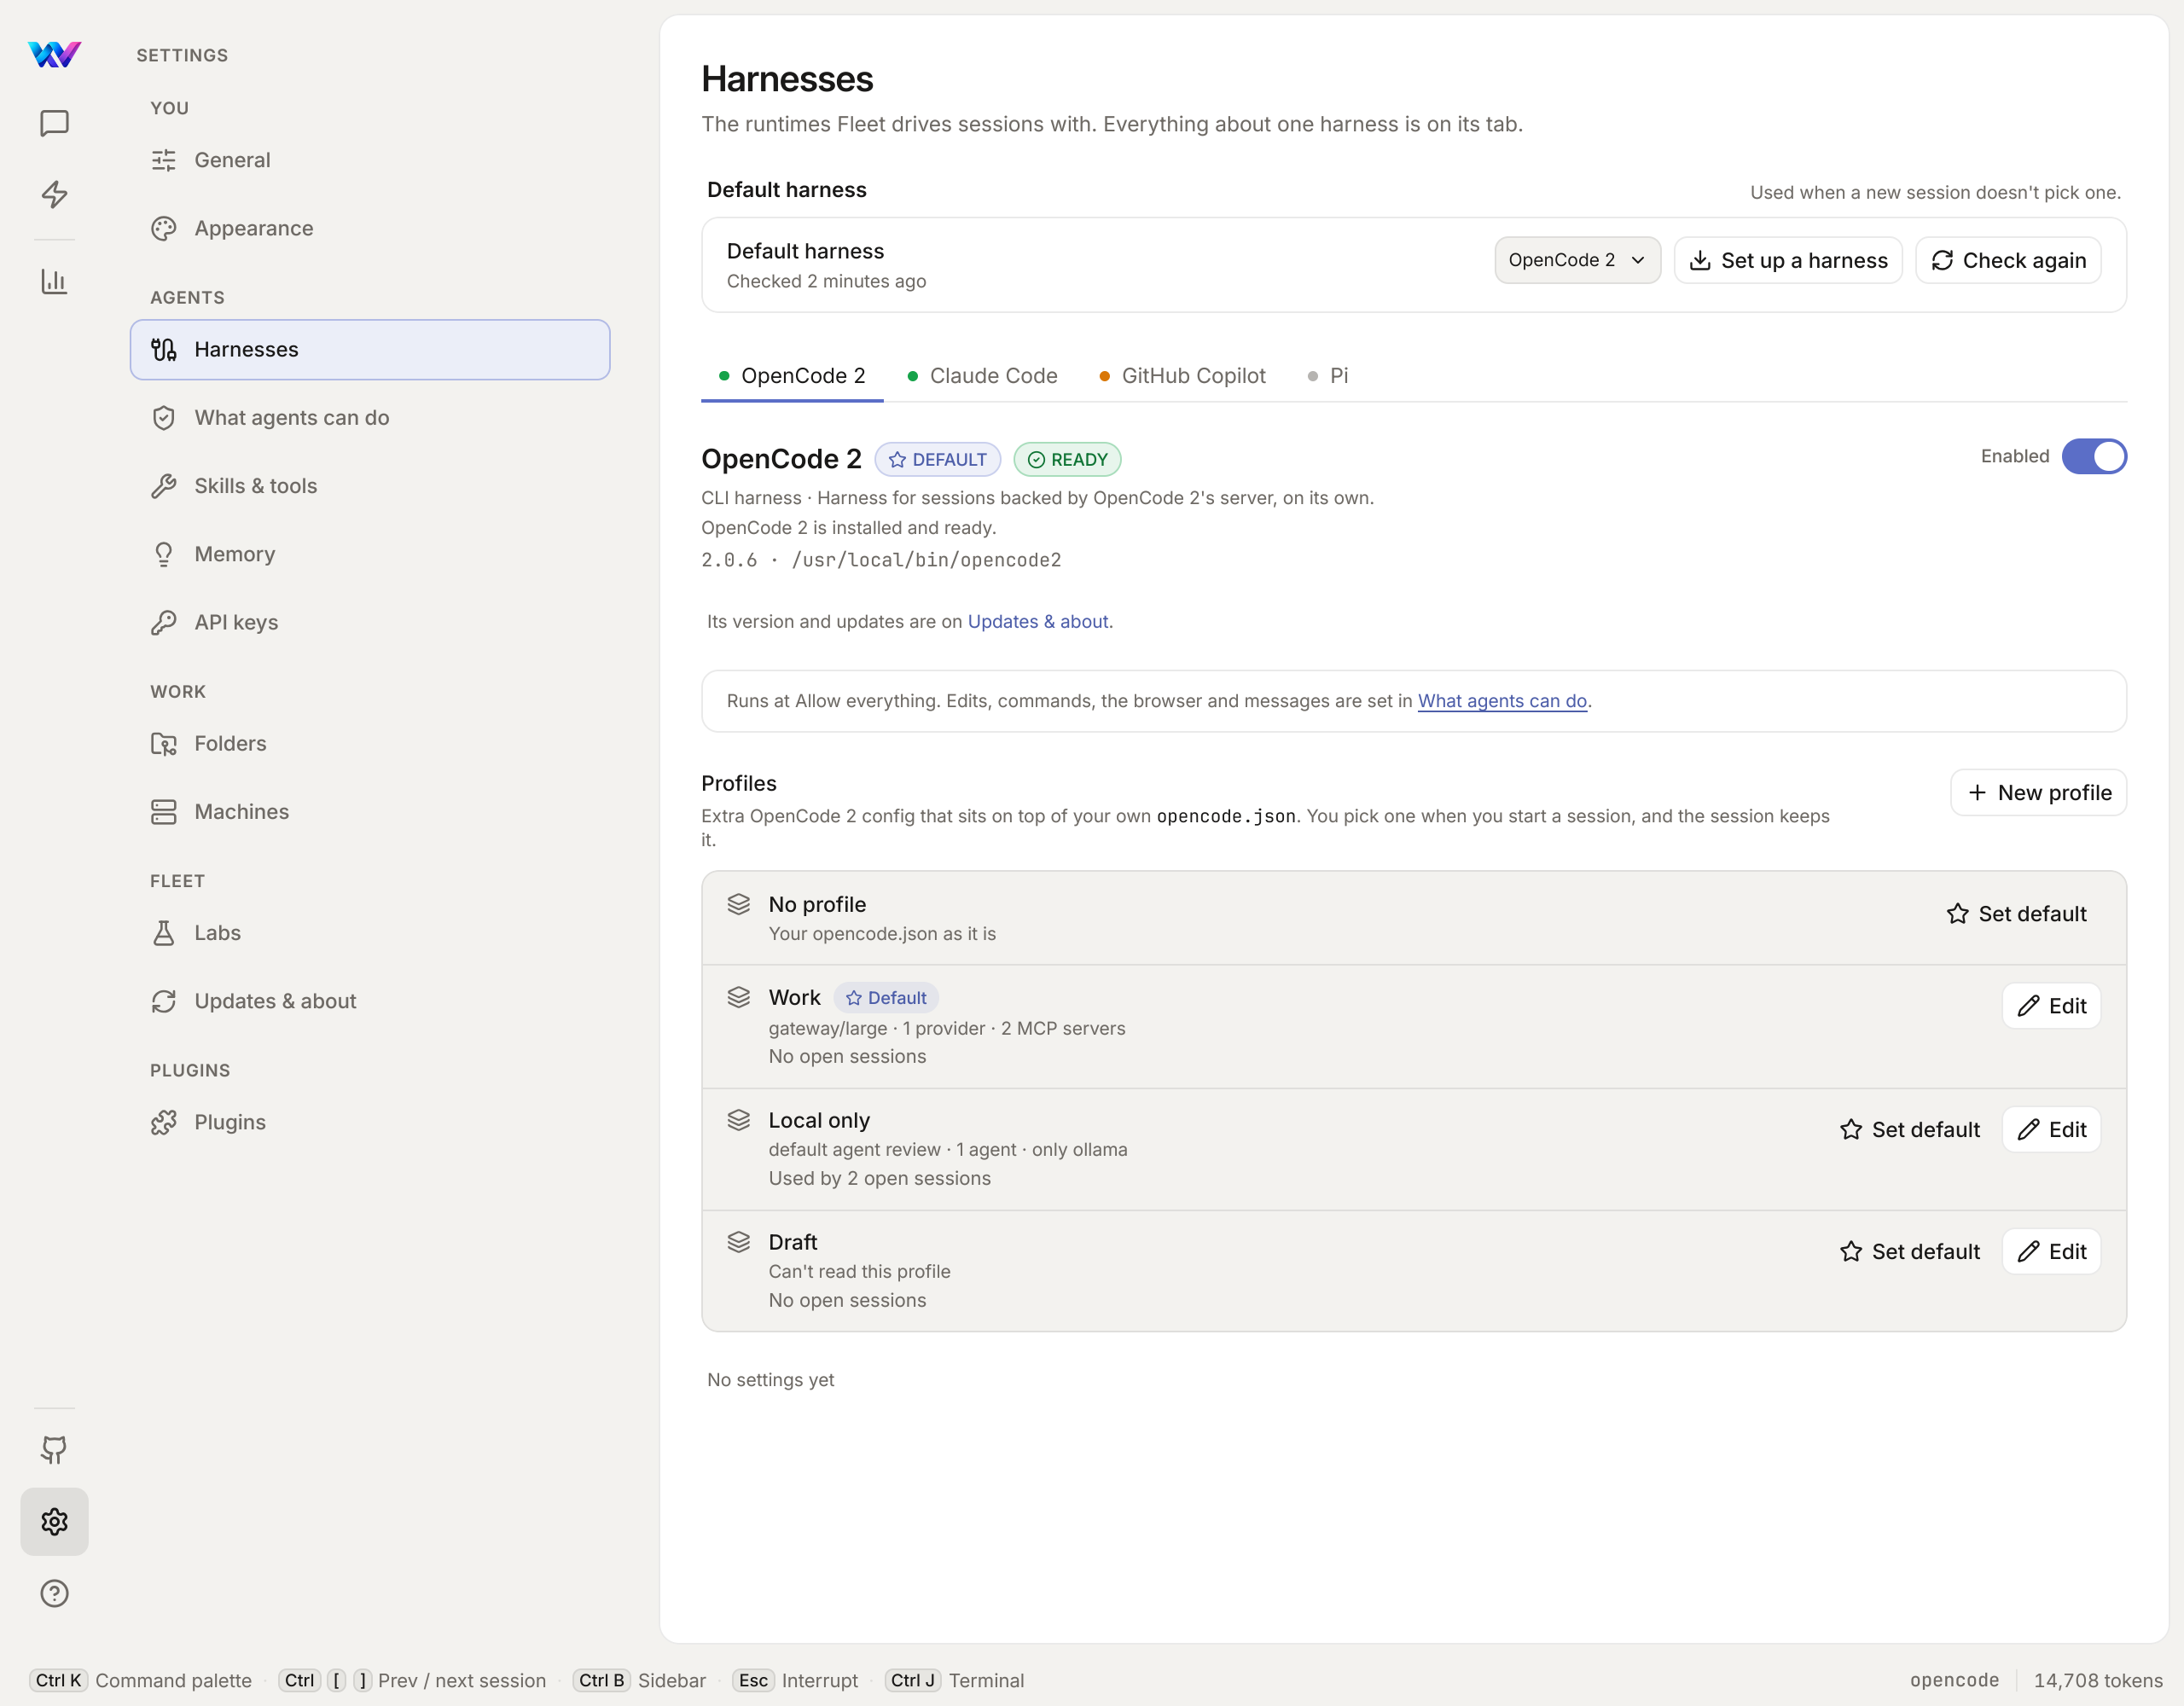 SETTINGS
YOU
General
Appearance
AGENTS
Harnesses
What agents can do
Skills & tools
Memory
API keys
WORK
Folders
Machines
FLEET
Labs
Updates & about
PLUGINS
Plugins
Harnesses
The runtimes Fleet drives sessions with. Everything about one harness is on its tab.
Default harness
Used when a new session doesn't pick one.
Default harness
Checked 2 minutes ago
OpenCode 2
Set up a harness
Check again
OpenCode 2
Claude Code
GitHub Copilot
Pi
OpenCode 2
DEFAULT
READY
Enabled
CLI harness · Harness for sessions backed by OpenCode 2's server, on its own.
OpenCode 2 is installed and ready.
2.0.6 · /usr/local/bin/opencode2
Its version and updates are on Updates & about.
Runs at Allow everything. Edits, commands, the browser and messages are set in What agents can do.
Profiles
New profile
Extra OpenCode 2 config that sits on top of your own opencode.json. You pick one when you start a session, and the session keeps
it.
No profile
Your opencode.json as it is
Set default
Work
Default
gateway/large · 1 provider · 2 MCP servers
No open sessions
Edit
Local only
default agent review · 1 agent · only ollama
Used by 2 open sessions
Set default
Edit
Draft
Can't read this profile
No open sessions
Set default
Edit
No settings yet
Ctrl K Command palette · Ctrl [ ] Prev / next session · Ctrl B Sidebar · Esc Interrupt · Ctrl J Terminal
opencode
14,708 tokens